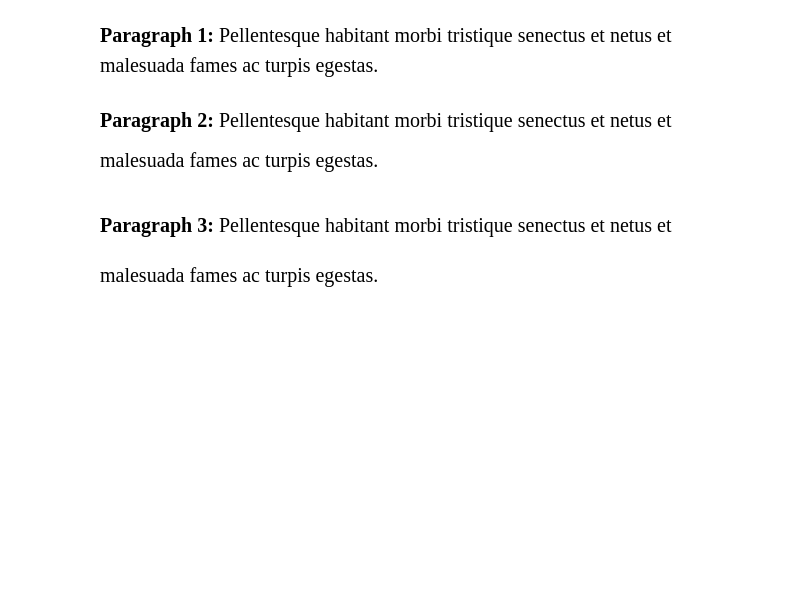 Paragraph 1: Pellentesque habitant morbi tristique senectus et netus et
malesuada fames ac turpis egestas.
Paragraph 2: Pellentesque habitant morbi tristique senectus et netus et
malesuada fames ac turpis egestas.
Paragraph 3: Pellentesque habitant morbi tristique senectus et netus et
malesuada fames ac turpis egestas.